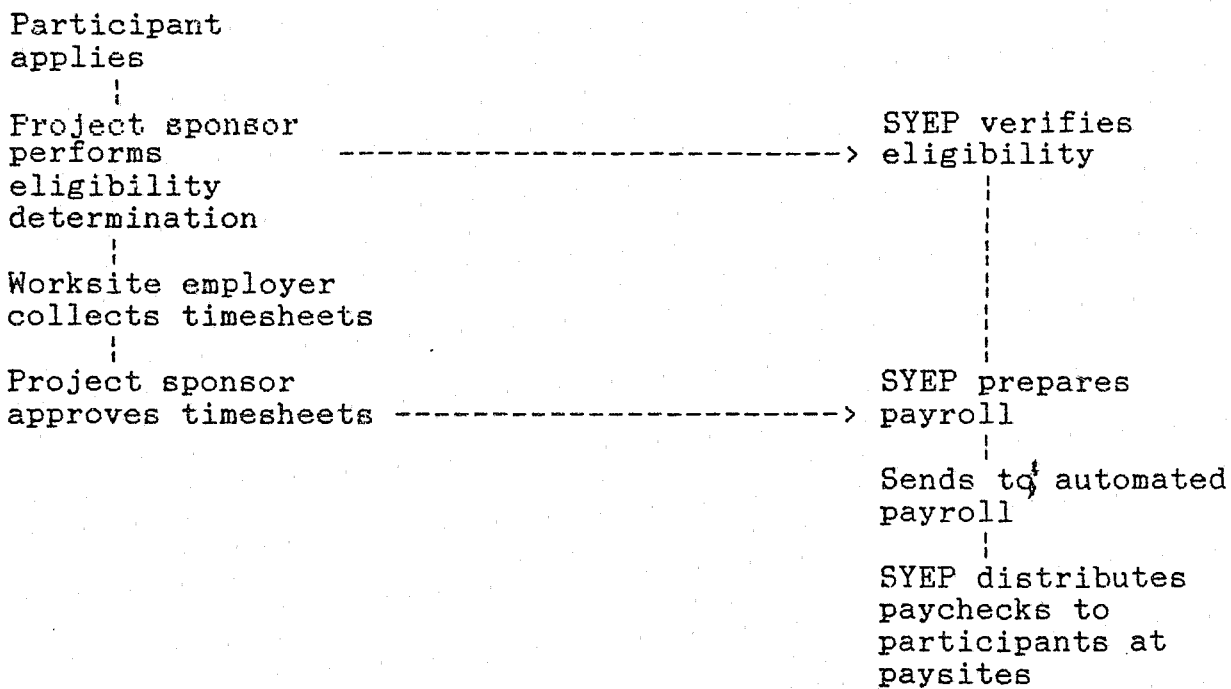 Participant
applies
Project sponsor
performs
eligibility
determination
Worksite employer
collects timesheets
Project sponsor
approves timesheets
SYEP verifies
eligibility
SYEP prepares
payroll
Sends to automated
payroll
SYEP distributes
paychecks to
participants at
paysites